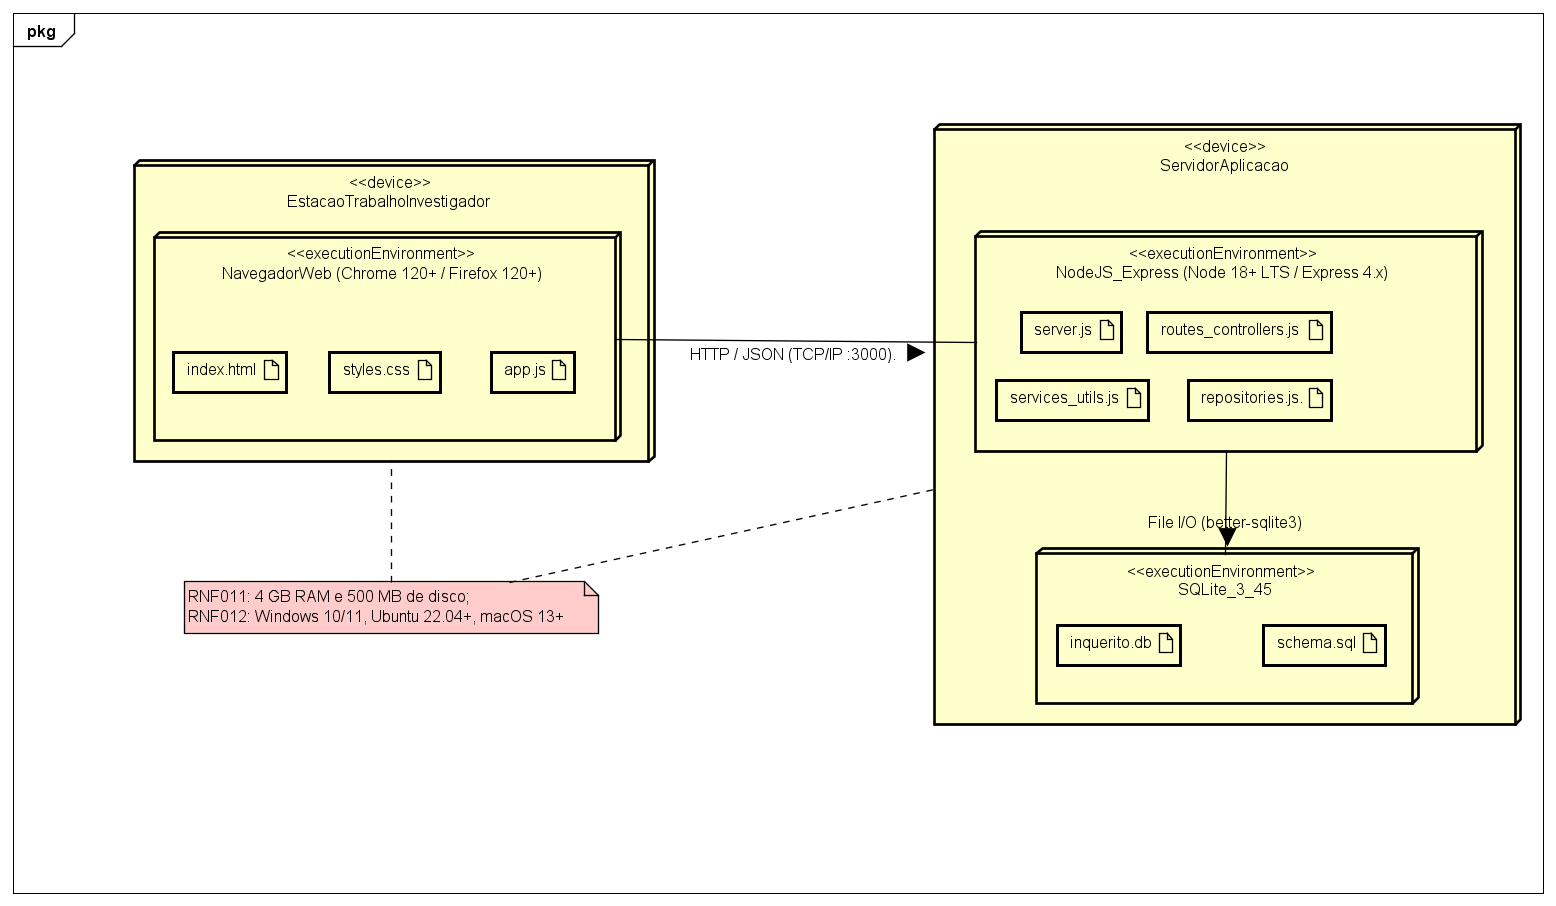 pkg
<<device>>
EstacaoTrabalhoInvestigador
<<executionEnvironment>>
NavegadorWeb (Chrome 120+ / Firefox 120+)
index.html
styles.css
app.js
HTTP / JSON (TCP/IP :3000).
<<device>>
ServidorAplicacao
<<executionEnvironment>>
NodeJS_Express (Node 18+ LTS / Express 4.x)
server.js
routes_controllers.js
services_utils.js
repositories.js.
File I/O (better-sqlite3)
<<executionEnvironment>>
SQLite_3_45
inquerito.db
schema.sql
RNF011: 4 GB RAM e 500 MB de disco;
RNF012: Windows 10/11, Ubuntu 22.04+, macOS 13+